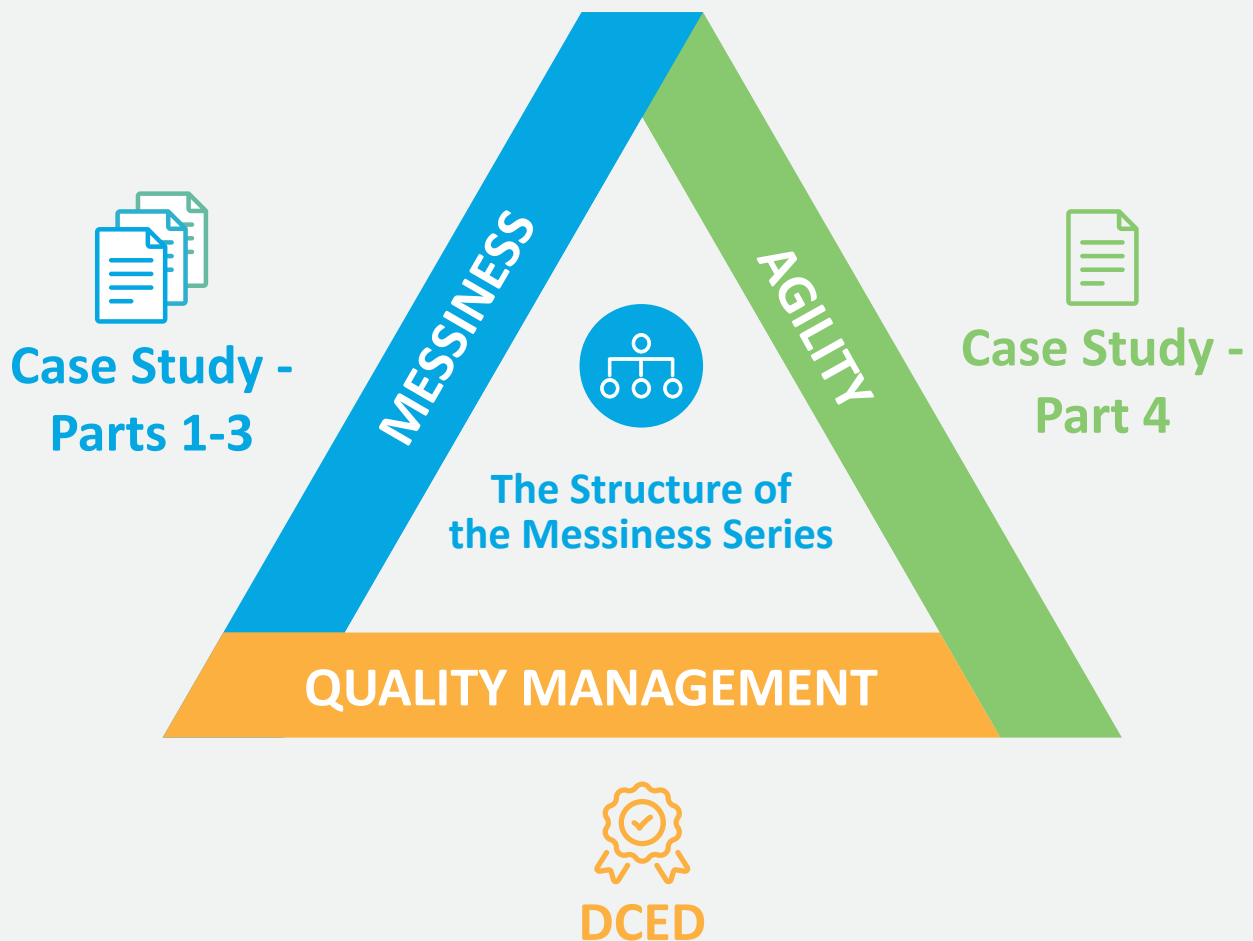 MESSINESS
AGILITY
Case Study -
Parts 1-3
Case Study -
Part 4
The Structure of
the Messiness Series
QUALITY MANAGEMENT
DCED